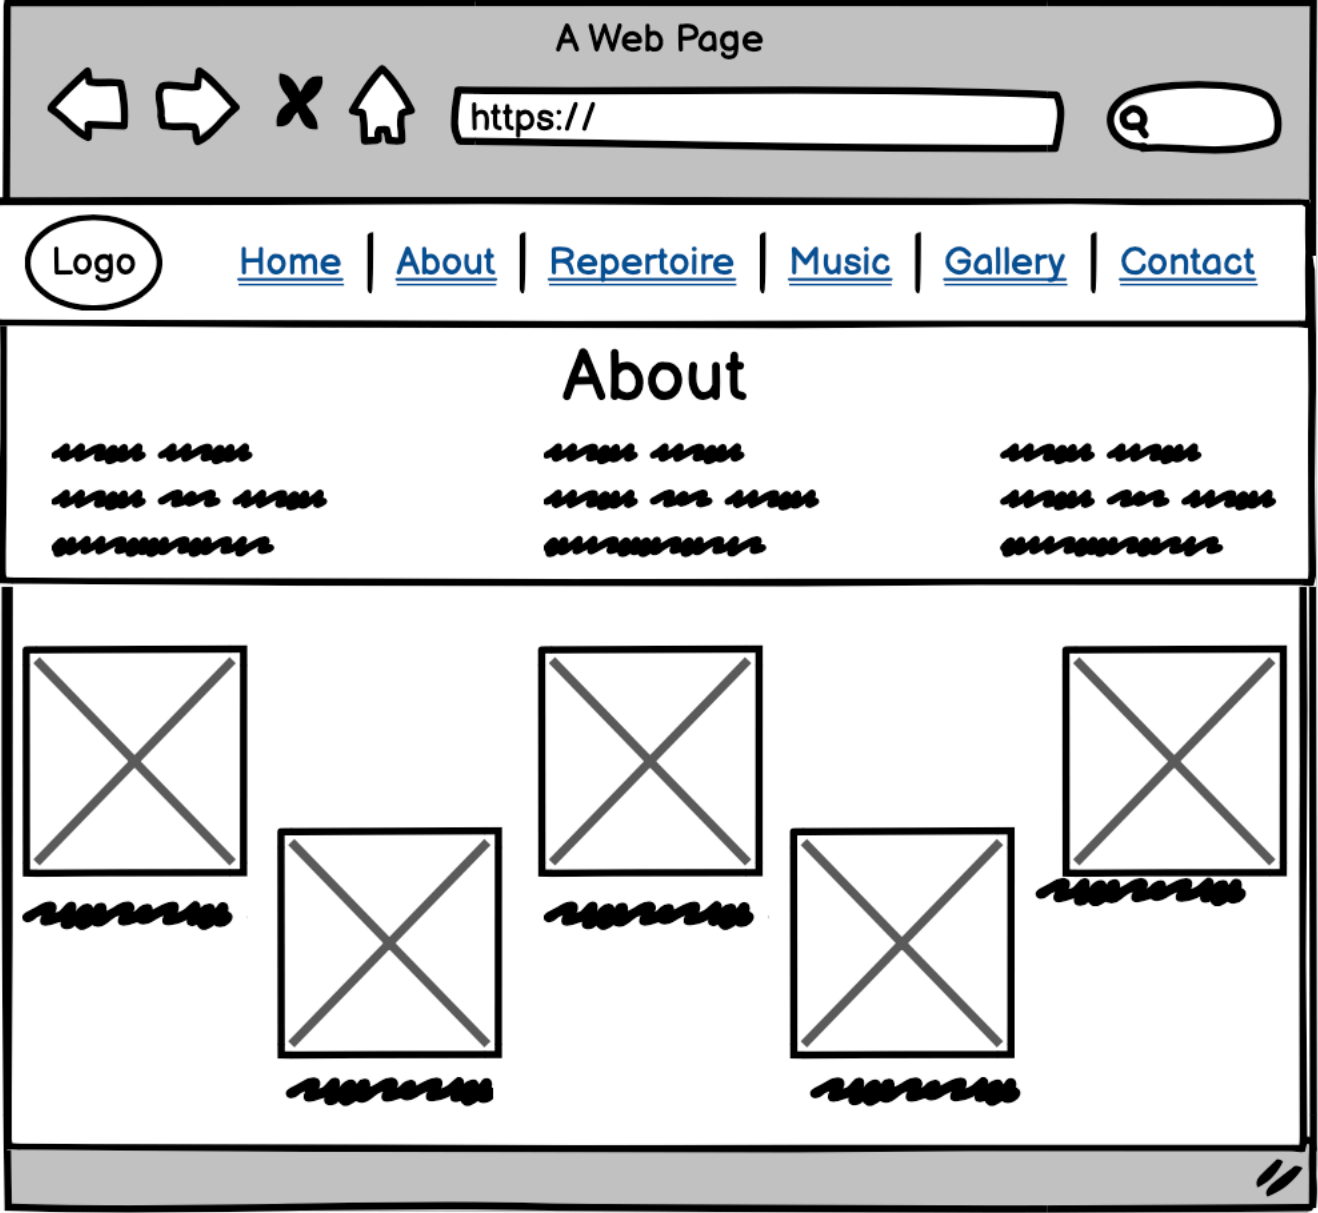 A Web Page
https://
Logo
Home | About | Repertoire | Music | Gallery | Contact
About